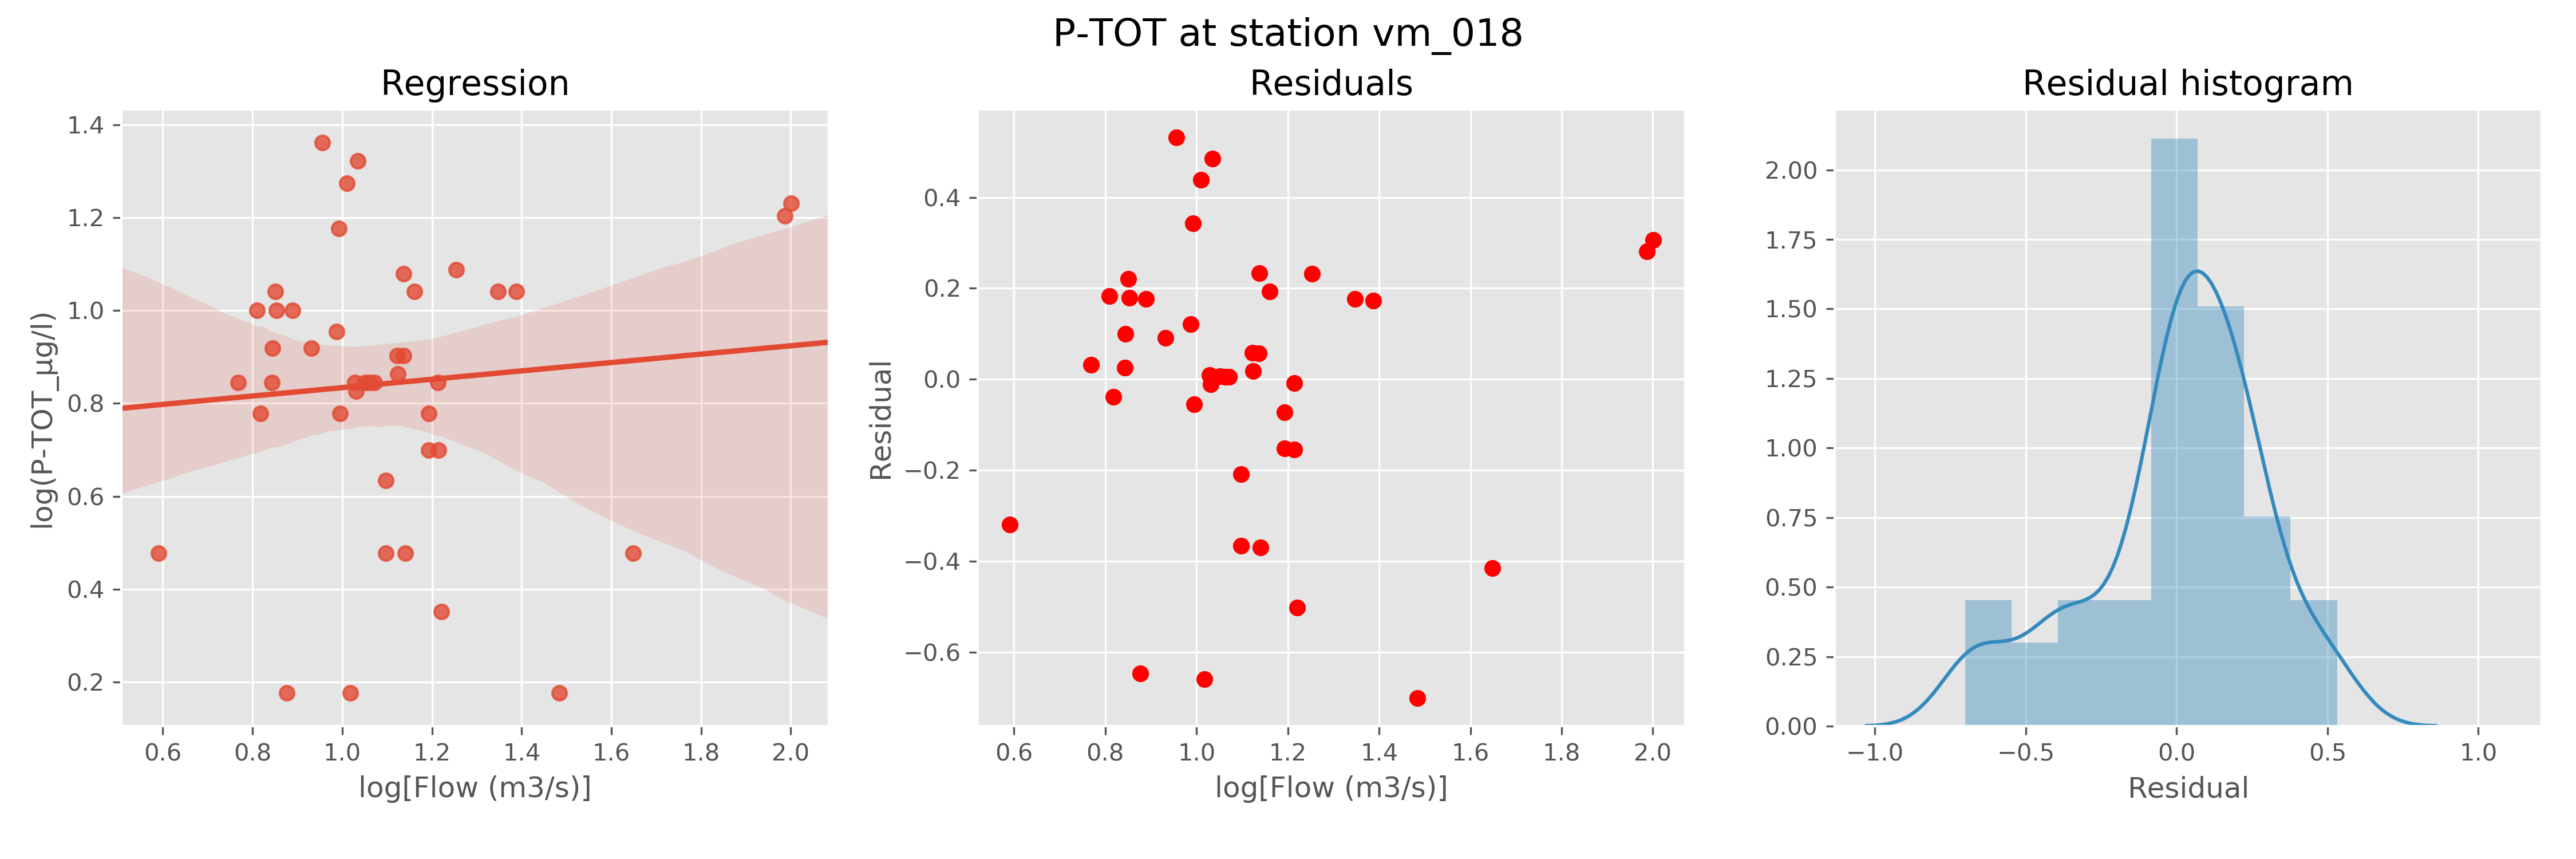 P-TOT at station vm_018
Regression
1.4
1.2
1.0
0.8
0.6
0.4
0.2
log(P-TOT_µg/l)
0.6 0.8 1.0 1.2 1.4 1.6 1.8 2.0
log[Flow (m3/s)]
Residuals
0.4
0.2
0.0
−0.2
−0.4
−0.6
Residual
0.6 0.8 1.0 1.2 1.4 1.6 1.8 2.0
log[Flow (m3/s)]
Residual histogram
2.00
1.75
1.50
1.25
1.00
0.75
0.50
0.25
0.00
−1.0 −0.5 0.0 0.5 1.0
Residual